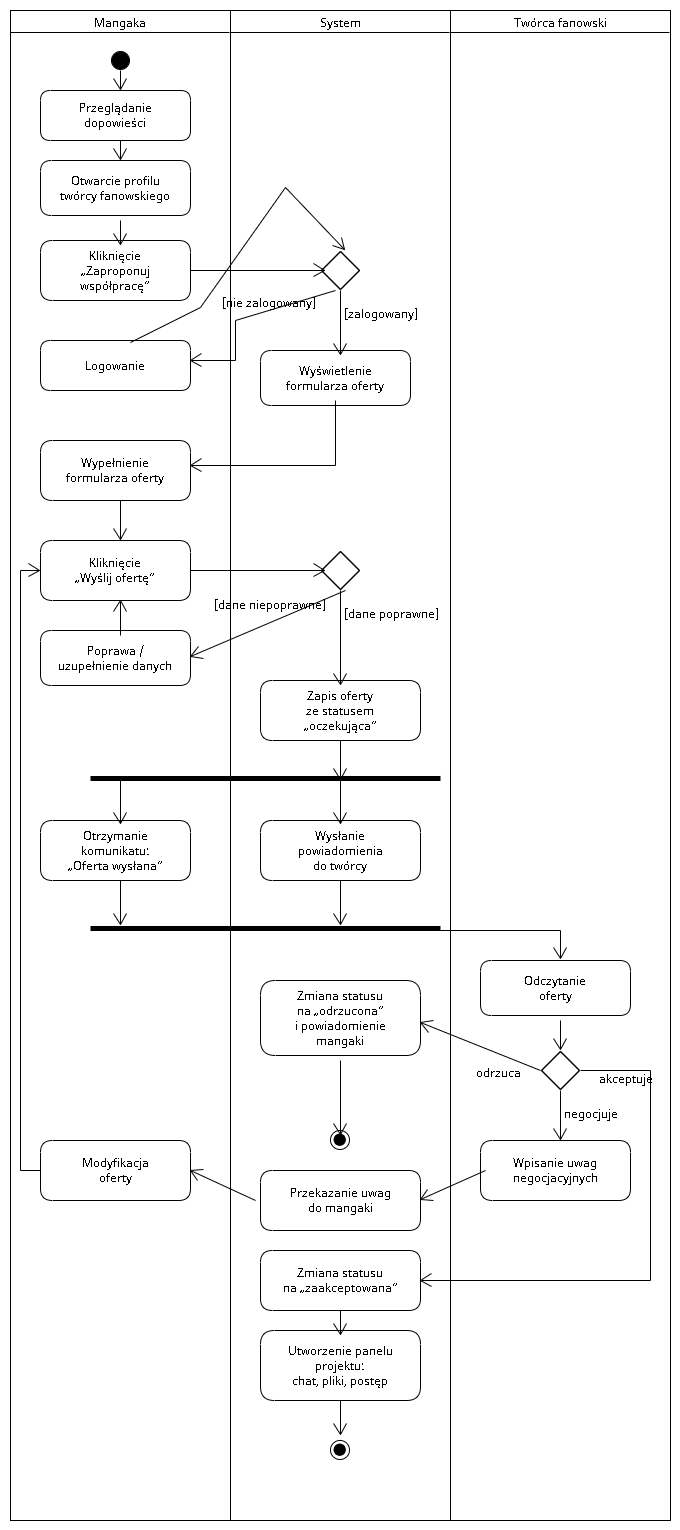 Mangaka
System
Twórca fanowski
Przeglądanie
dopowieści
Otwarcie profilu
twórcy fanowskiego
Kliknięcie
„Zaproponuj
współpracę”
[nie zalogowany]
[zalogowany]
Logowanie
Wyświetlenie
formularza oferty
Wypełnienie
formularza oferty
Kliknięcie
„Wyślij ofertę”
[dane niepoprawne]
[dane poprawne]
Poprawa /
uzupełnienie danych
Zapis oferty
ze statusem
„oczekująca”
Otrzymanie
komunikatu:
„Oferta wysłana”
Wysłanie
powiadomienia
do twórcy
Odczytanie
oferty
Zmiana statusu
na „odrzucona”
i powiadomienie
mangaki
odrzuca
akceptuje
negocjuje
Modyfikacja
oferty
Wpisanie uwag
negocjacyjnych
Przekazanie uwag
do mangaki
Zmiana statusu
na „zaakceptowana”
Utworzenie panelu
projektu:
chat, pliki, postęp